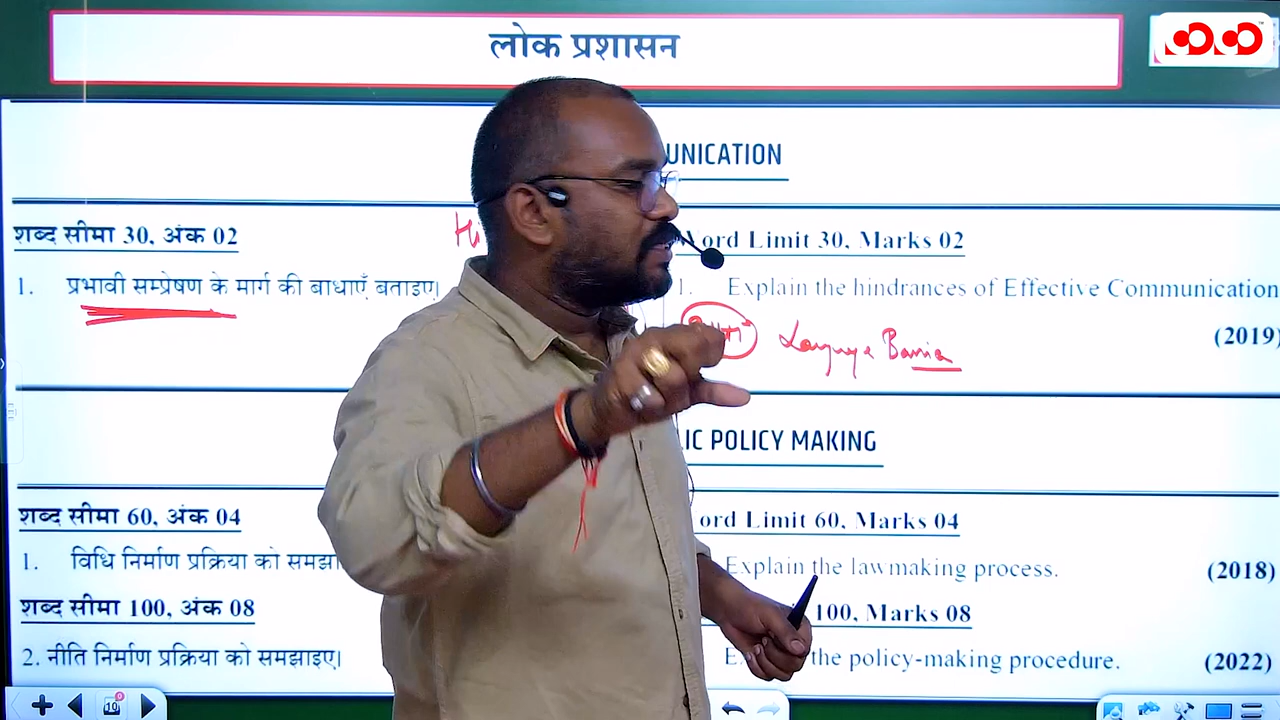 लोक प्रशासन
UNICATION
शब्द सीमा 30, अंक 02
Word Limit 30, Marks 02
1. प्रभावी सम्प्रेषण के मार्ग की बाधाएँ बताइए।
1. Explain the hindrances of Effective Communication
(2019)
Barrier
IC POLICY MAKING
शब्द सीमा 60, अंक 04
ord Limit 60, Marks 04
1. विधि निर्माण प्रक्रिया को समझा
Explain the lawmaking process. (2018)
शब्द सीमा 100, अंक 08
100, Marks 08
2. नीति निर्माण प्रक्रिया को समझाइए।
the policy-making procedure. (2022)
10